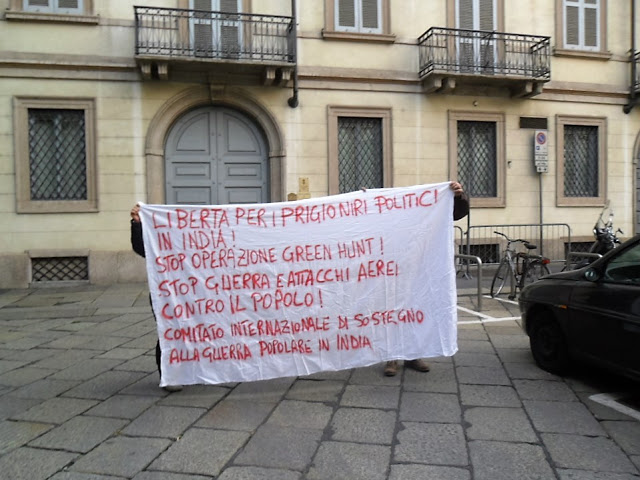 LIBERTA PER I PRIGIONIRI POLITICI
IN INDIA!
STOP OPERAZIONE GREEN HUNT!
STOP GUERRA E ATTACCHI AEREI
CONTRO IL POPOLO!
COMITATO INTERNAZIONALE DI SOSTEGNO
ALLA GUERRA POPOLARE IN INDIA